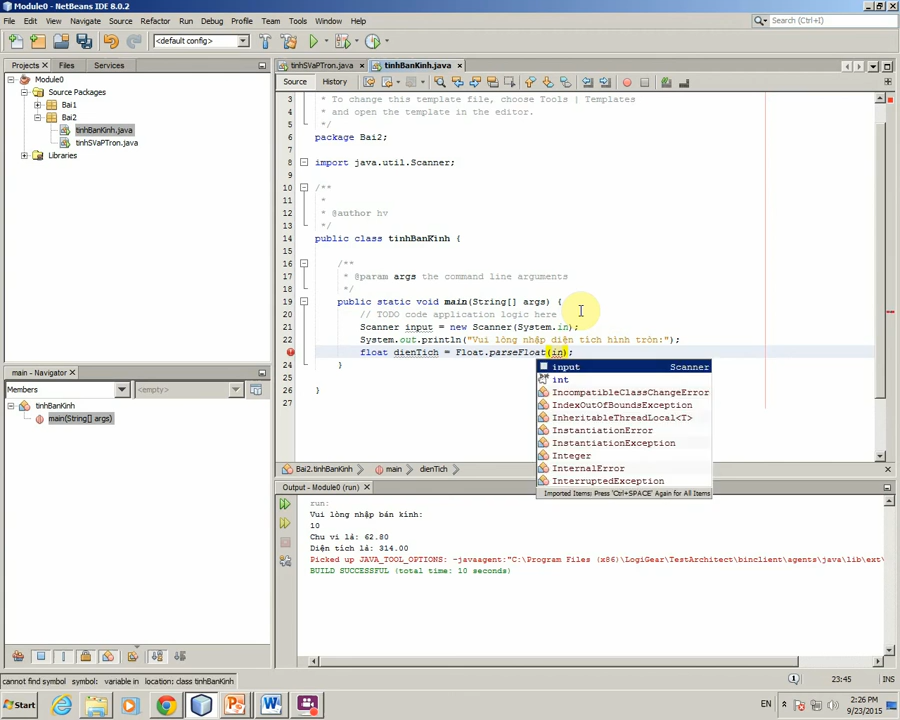 Module0 - NetBeans IDE 8.0.2
File Edit View Navigate Source Refactor Run Debug Profile Team Tools Window Help
<default config>
Search (Ctrl+I)
Projects Files Services
Module0
Source Packages
Bai1
Bai2
tinhBanKinh.java
tinhSVaPTron.java
Libraries
tinhSVaPTron.java
tinhBanKinh.java
Source History
3 * To change this template file, choose Tools | Templates
4 * and open the template in the editor.
5 */
6 package Bai2;
7
8 import java.util.Scanner;
9
10 /**
11 *
12 * @author hv
13 */
14 public class tinhBanKinh {
15
16 /**
17 * @param args the command line arguments
18 */
19 public static void main(String[] args) {
20 // TODO code application logic here
21 Scanner input = new Scanner(System.in);
22 System.out.println("Vui lòng nhập diện tích hình tròn:");
float dienTich = Float.parseFloat(in);
24 }
25
26 }
27
input Scanner
int
IncompatibleClassChangeError
IndexOutOfBoundsException
InheritableThreadLocal<T>
InstantiationError
InstantiationException
Integer
InternalError
InterruptedException
Imported Items; Press 'Ctrl+SPACE' Again for All Items
main - Navigator
Members
<empty>
tinhBanKinh
main(String[] args)
Bai2.tinhBanKinh
main
dienTich
Output - Module0 (run)
run:
Vui lòng nhập bán kính:
10
Chu vi là: 62.80
Diện tích là: 314.00
Picked up JAVA_TOOL_OPTIONS: -javaagent:"C:\Program Files (x86)\LogiGear\TestArchitect\binclient\agents\java\lib\ext\
BUILD SUCCESSFUL (total time: 10 seconds)
cannot find symbol symbol: variable in location: class tinhBanKinh
1
23:45
INS
Start
EN
2:26 PM
9/23/2015